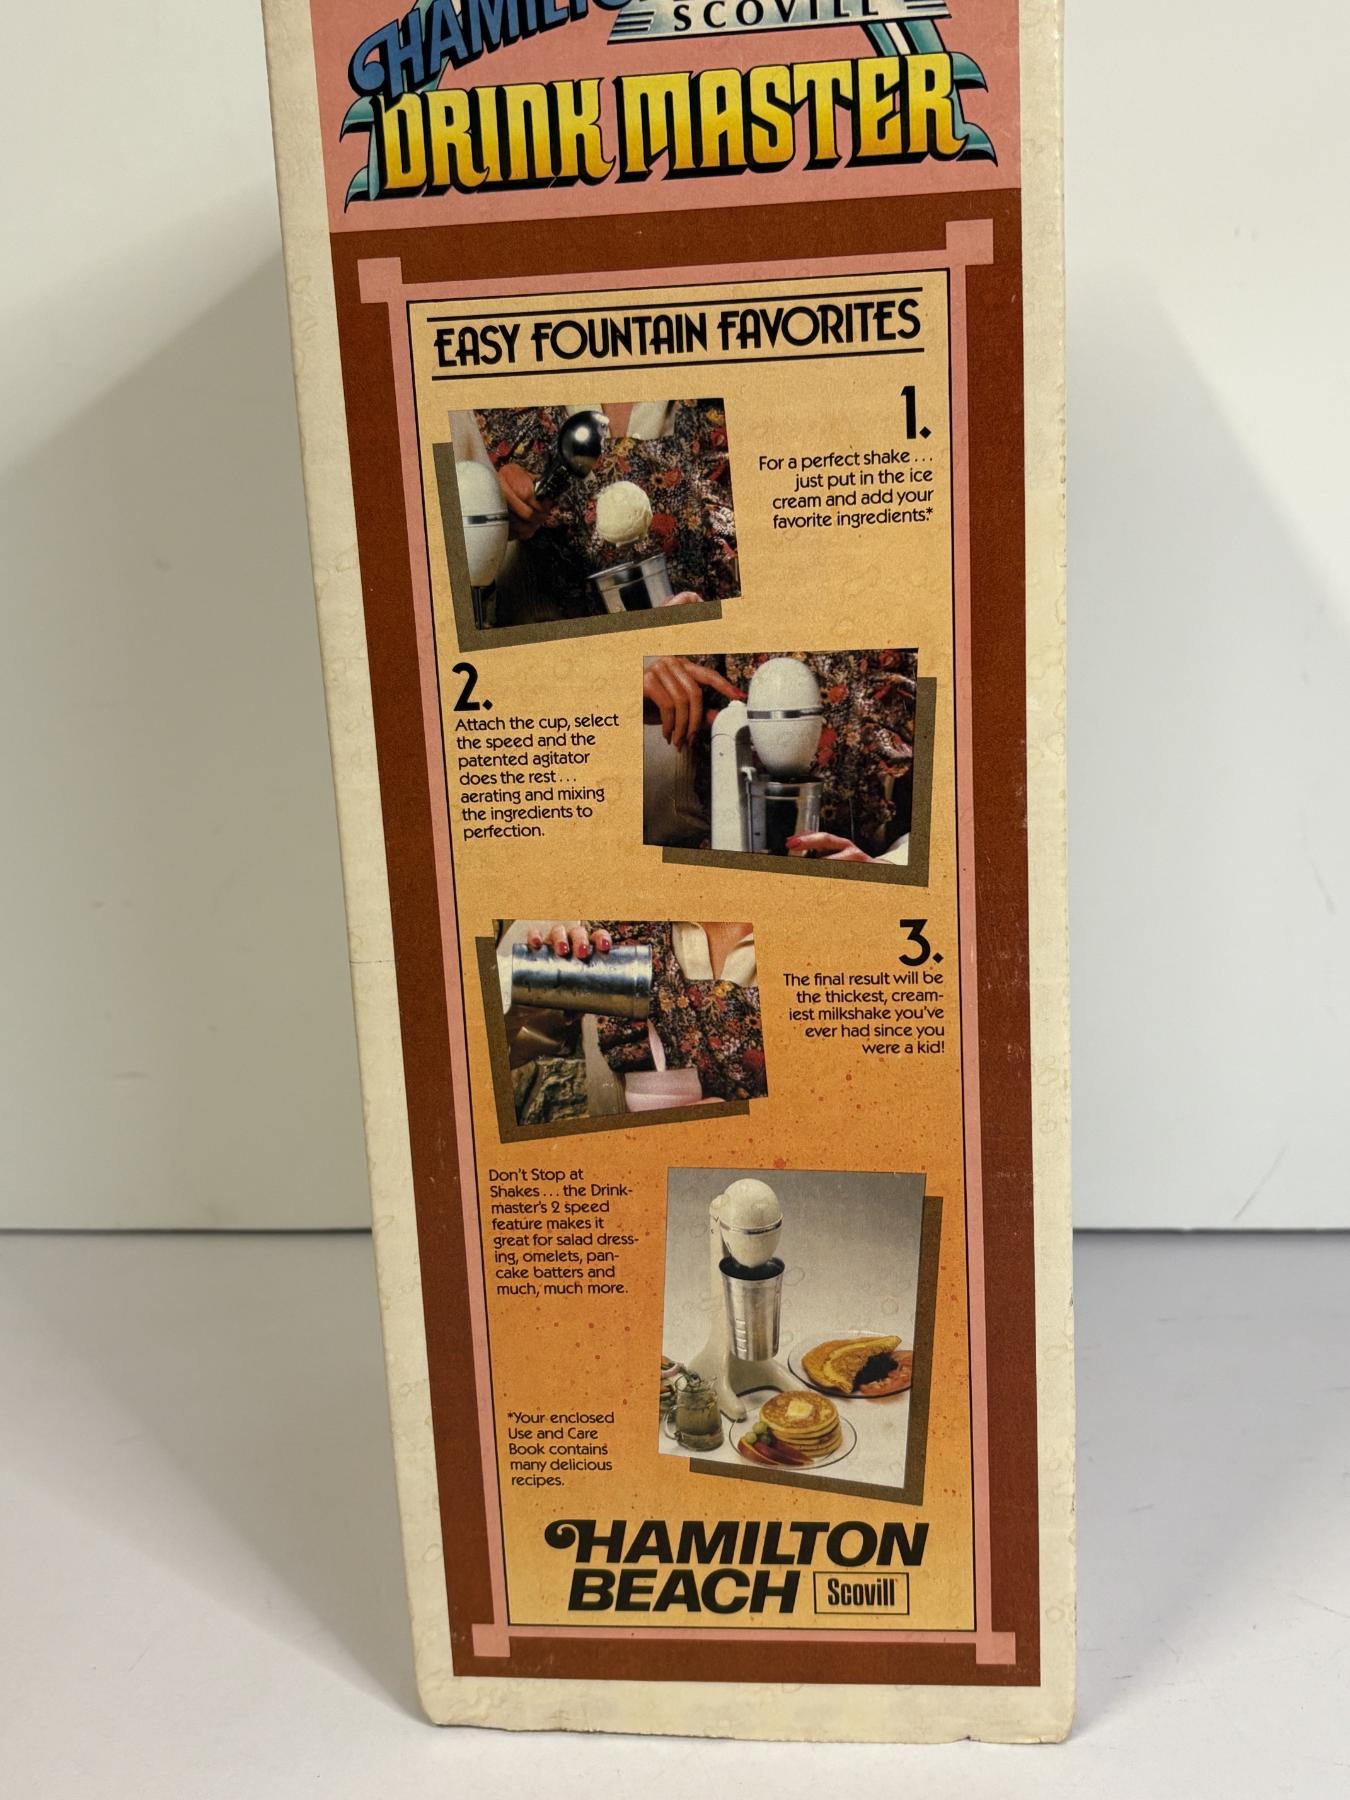 HAMILTON
SCOVILL
DRINK MASTER
EASY FOUNTAIN FAVORITES
1.
For a perfect shake...
just put in the ice
cream and add your
favorite ingredients.*
2.
Attach the cup, select
the speed and the
patented agitator
does the rest...
aerating and mixing
the ingredients to
perfection.
3.
The final result will be
the thickest, cream-
iest milkshake you've
ever had since you
were a kid!
Don't Stop at
Shakes...the Drink-
master's 2 speed
feature makes it
great for salad dress-
ing, omelets, pan-
cake batters and
much, much more.
*Your enclosed
Use and Care
Book contains
many delicious
recipes.
HAMILTON
BEACH Scovill